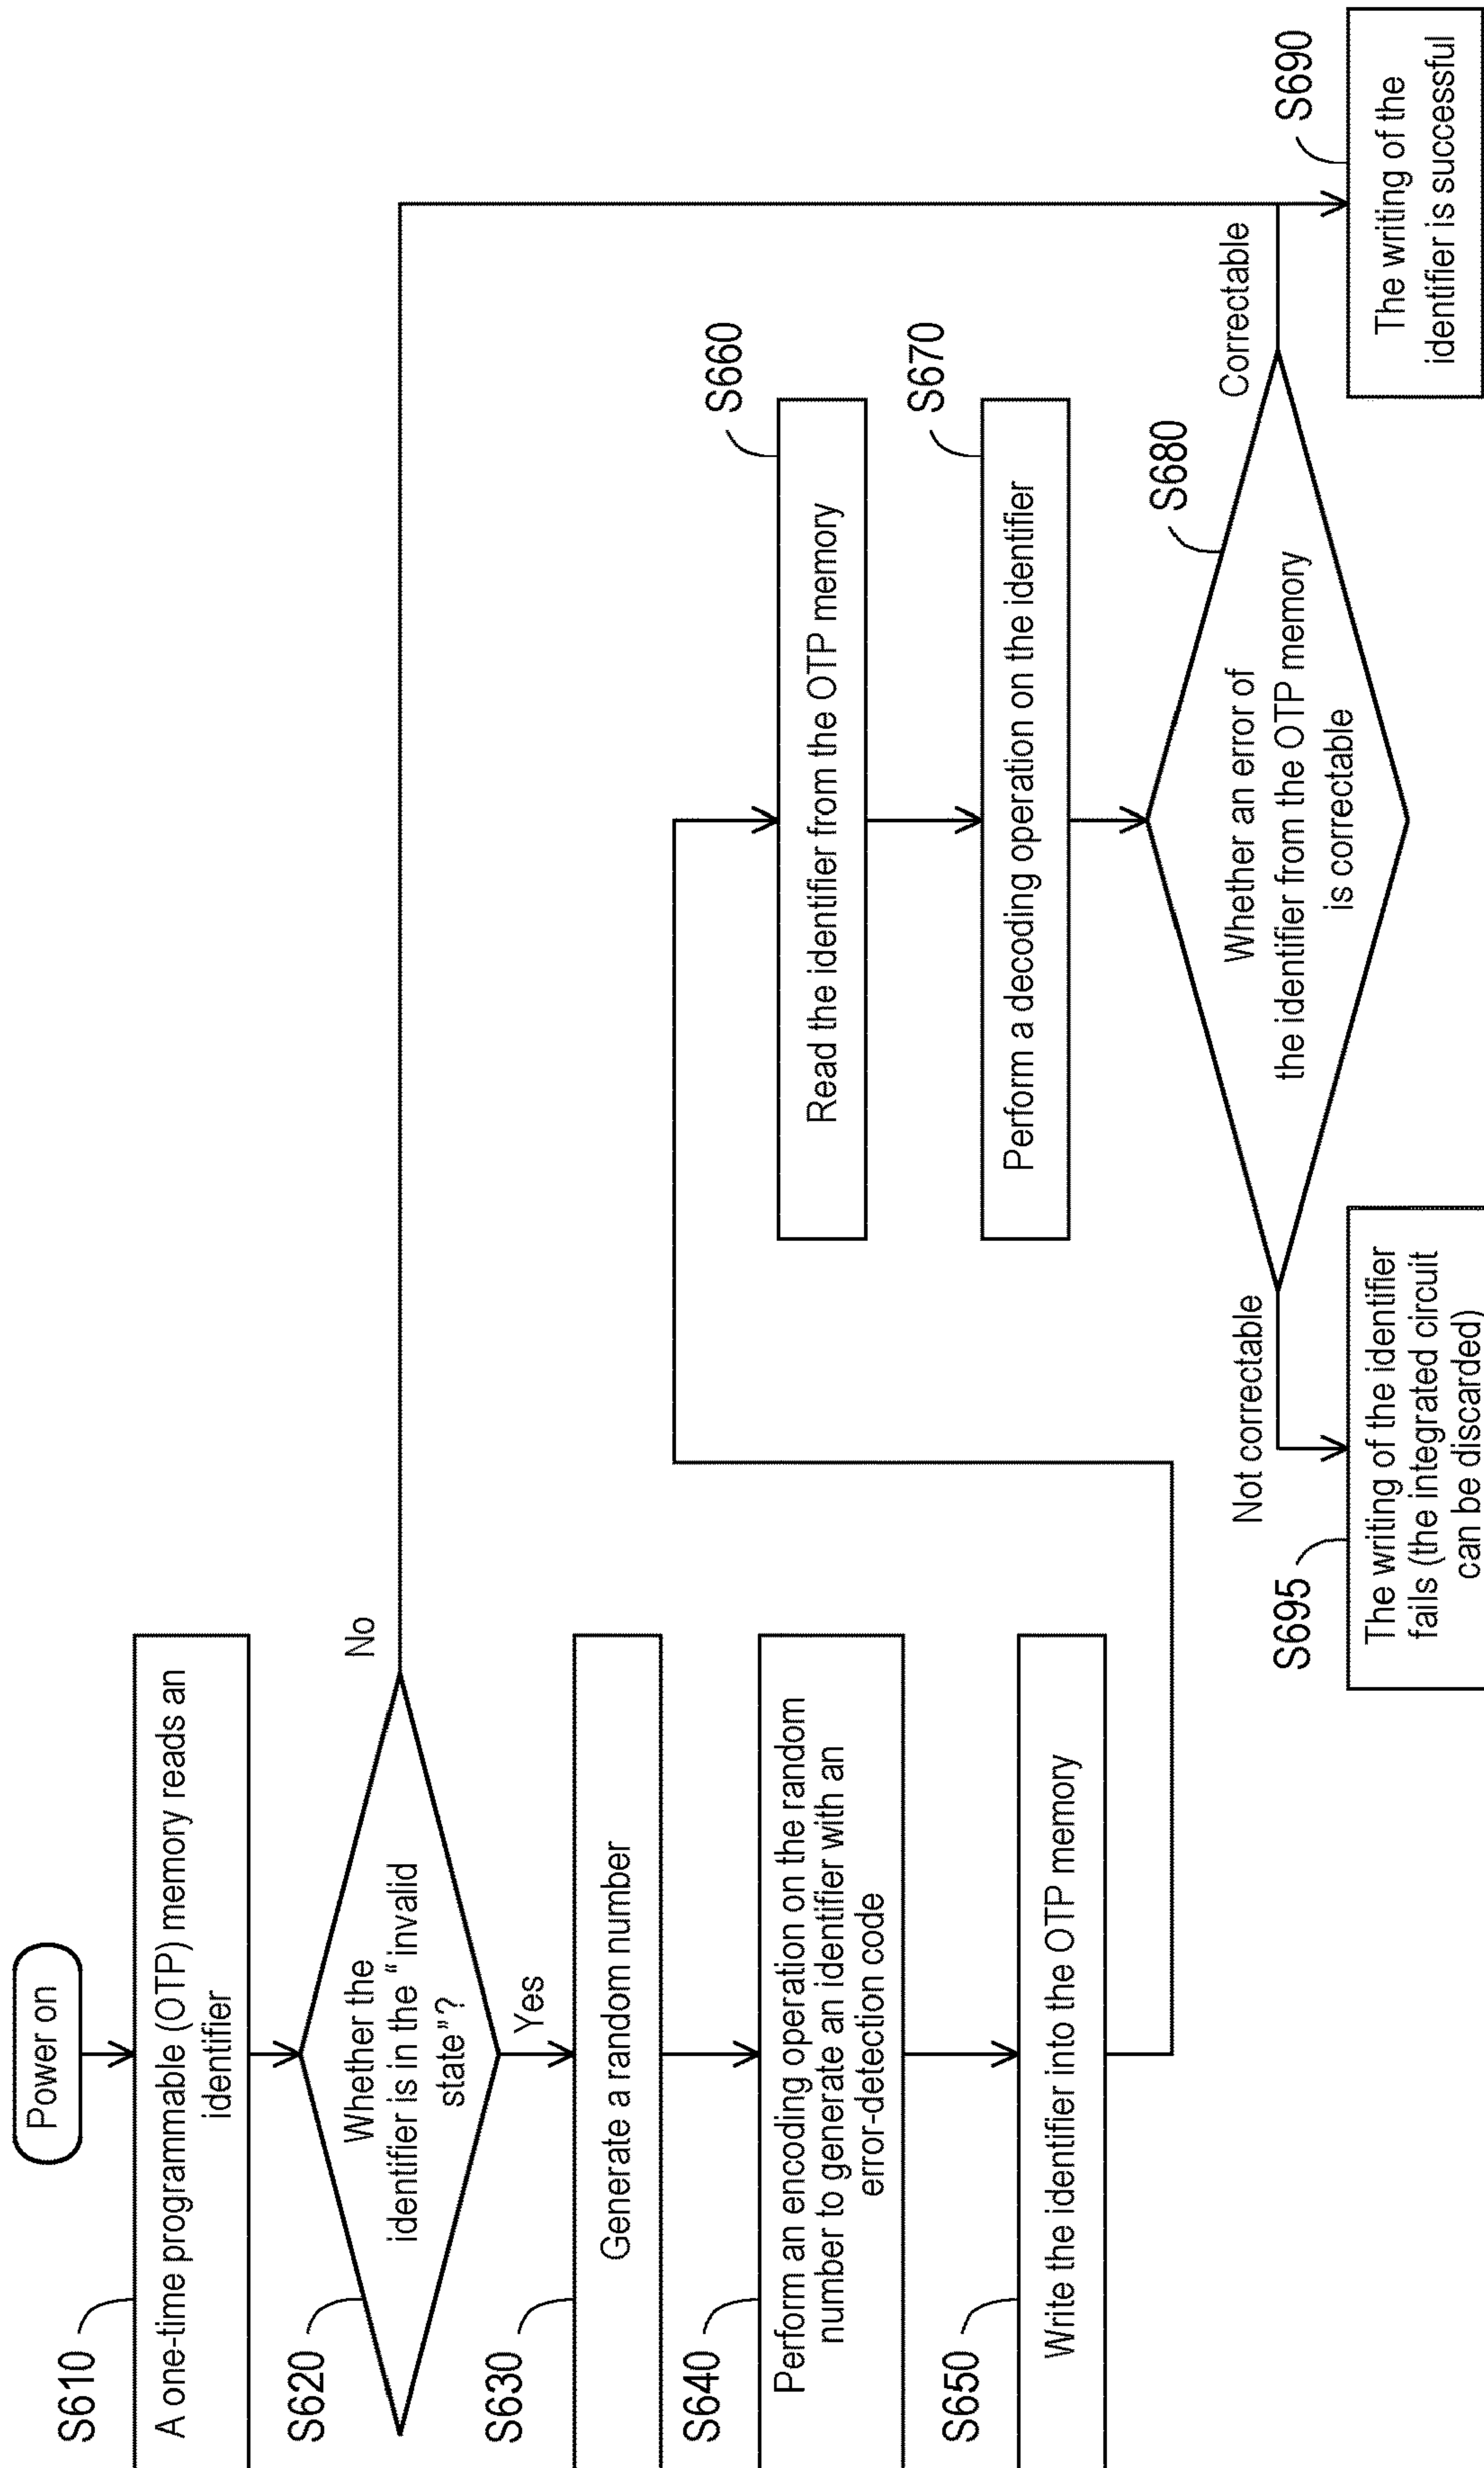 Power on
S610
A one-time programmable (OTP) memory reads an
identifier
S620
Whether the
identifier is in the “ invalid
state”?
No
Yes
S630
Generate a random number
S640
Perform an encoding operation on the random
number to generate an identifier with an
error-detection code
S650
Write the identifier into the OTP memory
S660
Read the identifier from the OTP memory
S670
Perform a decoding operation on the identifier
S680
Whether an error of
the identifier from the OTP memory
is correctable
Not correctable
Correctable
S695
The writing of the identifier
fails (the integrated circuit
can be discarded)
S690
The writing of the
identifier is successful